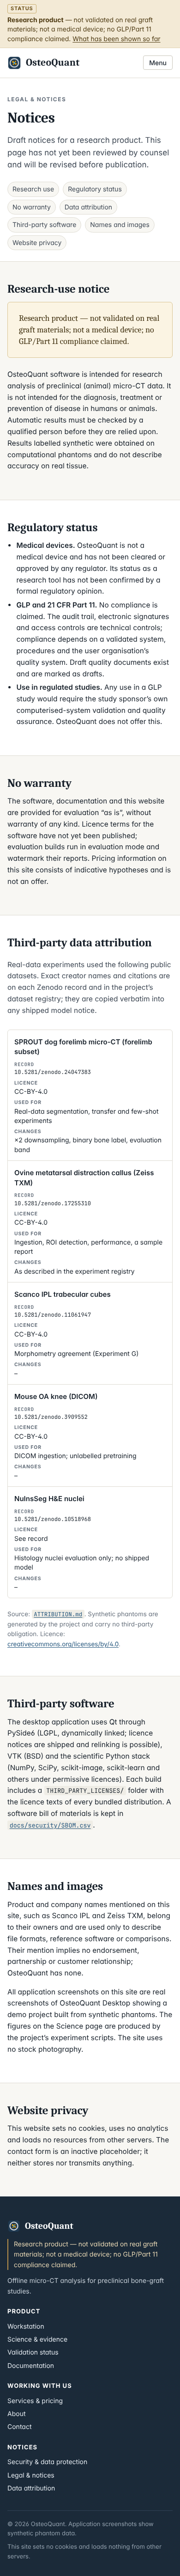 STATUS
Research product — not validated on real
graft materials; not a medical device; no GLP/Part 11
compliance claimed. What has been shown so far
OsteoQuant
Menu
LEGAL & NOTICES
Notices
Draft notices for a research product. This
page has not yet been reviewed by counsel
and will be revised before publication.
Research use
Regulatory status
No warranty
Data attribution
Third-party software
Names and images
Website privacy
Research-use notice
Research product — not validated on real
graft materials; not a medical device; no
GLP/Part 11 compliance claimed.
OsteoQuant software is intended for research
analysis of preclinical (animal) micro-CT data. It
is not intended for the diagnosis, treatment or
prevention of disease in humans or animals.
Automatic results must be checked by a
qualified person before they are relied upon.
Results labelled synthetic were obtained on
computational phantoms and do not describe
accuracy on real tissue.
Regulatory status
• Medical devices. OsteoQuant is not a
medical device and has not been cleared or
approved by any regulator. Its status as a
research tool has not been confirmed by a
formal regulatory opinion.
• GLP and 21 CFR Part 11. No compliance is
claimed. The audit trail, electronic signatures
and access controls are technical controls;
compliance depends on a validated system,
procedures and the user organisation's
quality system. Draft quality documents exist
and are marked as drafts.
• Use in regulated studies. Any use in a GLP
study would require the study sponsor's own
computerised-system validation and quality
assurance. OsteoQuant does not offer this.
No warranty
The software, documentation and this website
are provided for evaluation "as is", without
warranty of any kind. Licence terms for the
software have not yet been published;
evaluation builds run in evaluation mode and
watermark their reports. Pricing information on
this site consists of indicative hypotheses and is
not an offer.
Third-party data attribution
Real-data experiments used the following public
datasets. Exact creator names and citations are
on each Zenodo record and in the project's
dataset registry; they are copied verbatim into
any shipped model notice.
SPROUT dog forelimb micro-CT (forelimb
subset)
RECORD
10.5281/zenodo.24047383
LICENCE
CC-BY-4.0
USED FOR
Real-data segmentation, transfer and few-shot
experiments
CHANGES
×2 downsampling, binary bone label, evaluation
band
Ovine metatarsal distraction callus (Zeiss
TXM)
RECORD
10.5281/zenodo.17255310
LICENCE
CC-BY-4.0
USED FOR
Ingestion, ROI detection, performance, a sample
report
CHANGES
As described in the experiment registry
Scanco IPL trabecular cubes
RECORD
10.5281/zenodo.11061947
LICENCE
CC-BY-4.0
USED FOR
Morphometry agreement (Experiment G)
CHANGES
–
Mouse OA knee (DICOM)
RECORD
10.5281/zenodo.3909552
LICENCE
CC-BY-4.0
USED FOR
DICOM ingestion; unlabelled pretraining
CHANGES
–
NuInsSeg H&E nuclei
RECORD
10.5281/zenodo.10518968
LICENCE
See record
USED FOR
Histology nuclei evaluation only; no shipped
model
CHANGES
–
Source: ATTRIBUTION.md. Synthetic phantoms are
generated by the project and carry no third-party
obligation. Licence:
creativecommons.org/licenses/by/4.0.
Third-party software
The desktop application uses Qt through
PySide6 (LGPL, dynamically linked; licence
notices are shipped and relinking is possible),
VTK (BSD) and the scientific Python stack
(NumPy, SciPy, scikit-image, scikit-learn and
others under permissive licences). Each build
includes a THIRD_PARTY_LICENSES/ folder with
the licence texts of every bundled distribution. A
software bill of materials is kept in
docs/security/SBOM.csv.
Names and images
Product and company names mentioned on this
site, such as Scanco IPL and Zeiss TXM, belong
to their owners and are used only to describe
file formats, reference software or comparisons.
Their mention implies no endorsement,
partnership or customer relationship;
OsteoQuant has none.
All application screenshots on this site are real
screenshots of OsteoQuant Desktop showing a
demo project built from synthetic phantoms. The
figures on the Science page are produced by
the project's experiment scripts. The site uses
no stock photography.
Website privacy
This website sets no cookies, uses no analytics
and loads no resources from other servers. The
contact form is an inactive placeholder; it
neither stores nor transmits anything.
OsteoQuant
Research product — not validated on real graft
materials; not a medical device; no GLP/Part 11
compliance claimed.
Offline micro-CT analysis for preclinical bone-graft
studies.
PRODUCT
Workstation
Science & evidence
Validation status
Documentation
WORKING WITH US
Services & pricing
About
Contact
NOTICES
Security & data protection
Legal & notices
Data attribution
© 2026 OsteoQuant. Application screenshots show
synthetic phantom data.
This site sets no cookies and loads nothing from other
servers.